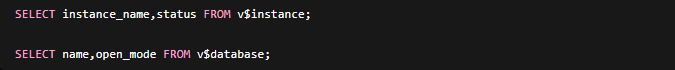 SELECT instance_name,status FROM v$instance;
SELECT name,open_mode FROM v$database;